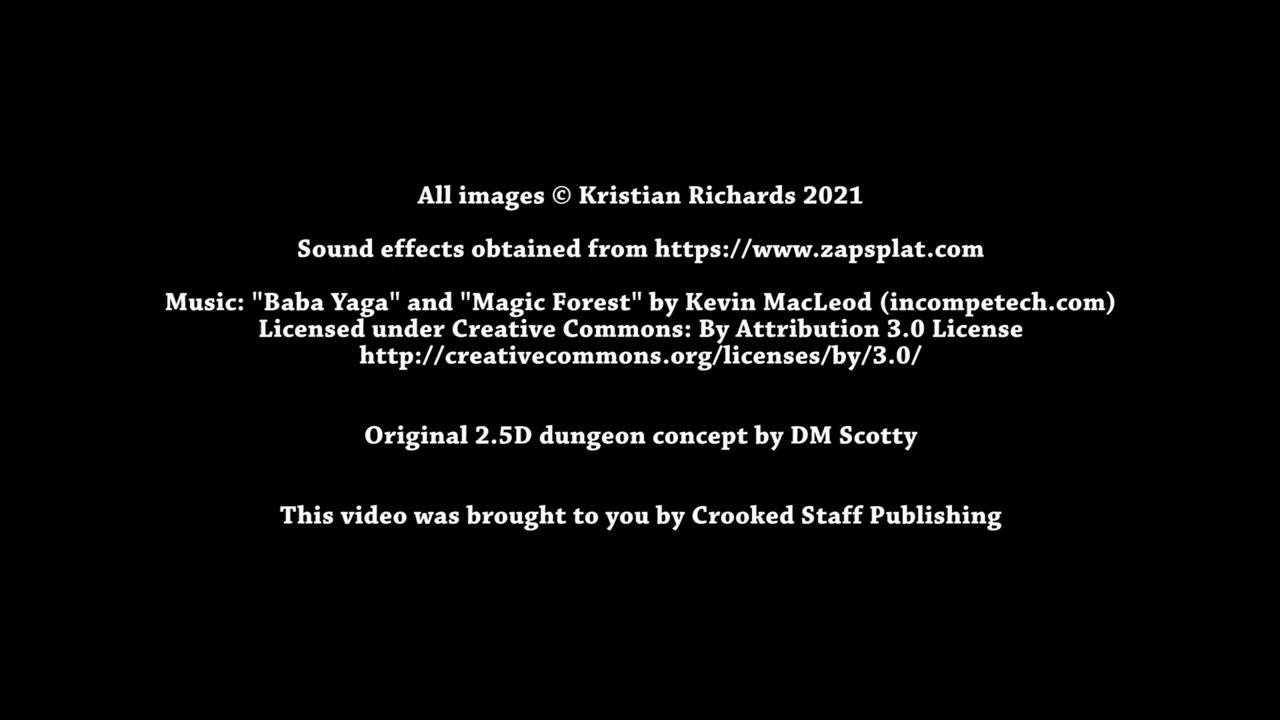 All images © Kristian Richards 2021
Sound effects obtained from https://www.zapsplat.com
Music: "Baba Yaga" and "Magic Forest" by Kevin MacLeod (incompetech.com)
Licensed under Creative Commons: By Attribution 3.0 License
http://creativecommons.org/licenses/by/3.0/
Original 2.5D dungeon concept by DM Scotty
This video was brought to you by Crooked Staff Publishing